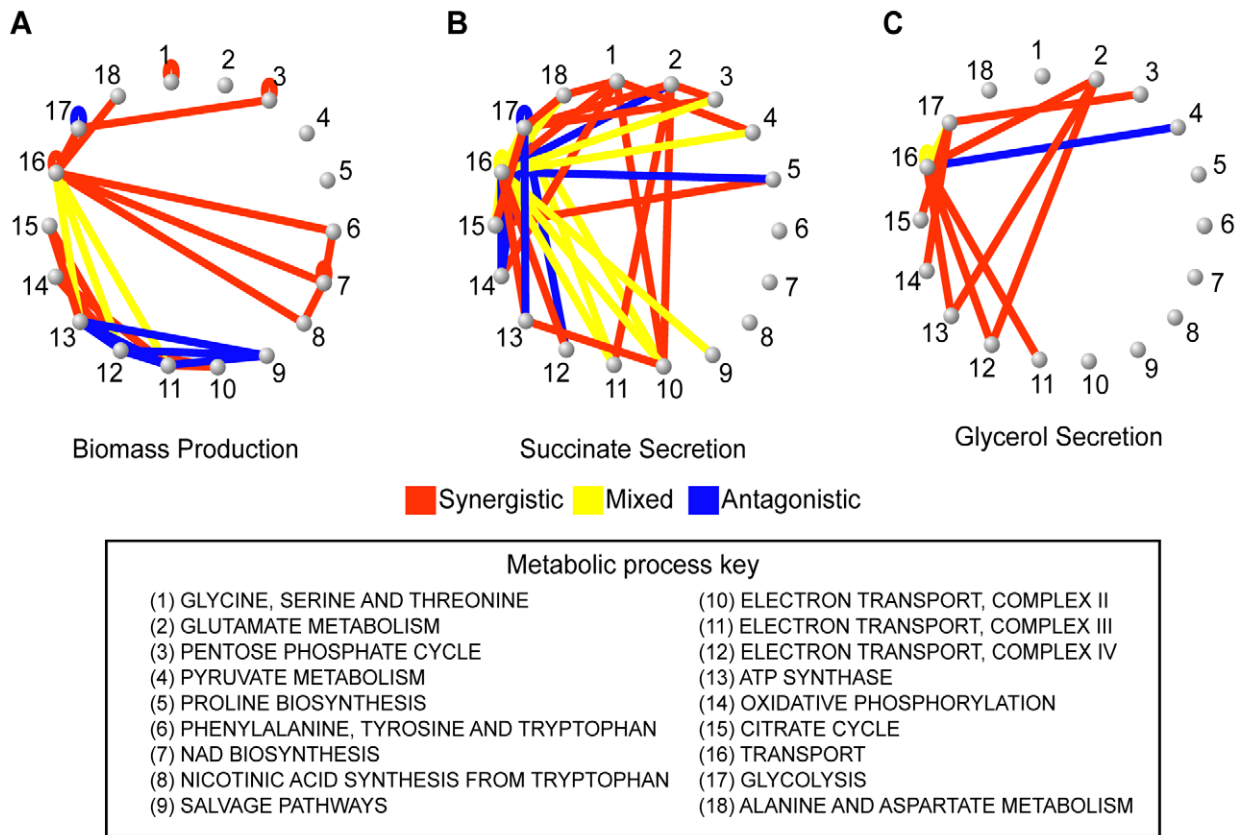 A
B
C
1
2
3
4
5
6
7
8
9
10
11
12
13
14
15
16
17
18
1
2
3
4
5
6
7
8
9
10
11
12
13
14
15
16
17
18
1
2
3
4
5
6
7
8
9
10
11
12
13
14
15
16
17
18
Biomass Production
Succinate Secretion
Glycerol Secretion
Synergistic Mixed Antagonistic
Metabolic process key
(1) GLYCINE, SERINE AND THREONINE
(2) GLUTAMATE METABOLISM
(3) PENTOSE PHOSPHATE CYCLE
(4) PYRUVATE METABOLISM
(5) PROLINE BIOSYNTHESIS
(6) PHENYLALANINE, TYROSINE AND TRYPTOPHAN
(7) NAD BIOSYNTHESIS
(8) NICOTINIC ACID SYNTHESIS FROM TRYPTOPHAN
(9) SALVAGE PATHWAYS
(10) ELECTRON TRANSPORT, COMPLEX II
(11) ELECTRON TRANSPORT, COMPLEX III
(12) ELECTRON TRANSPORT, COMPLEX IV
(13) ATP SYNTHASE
(14) OXIDATIVE PHOSPHORYLATION
(15) CITRATE CYCLE
(16) TRANSPORT
(17) GLYCOLYSIS
(18) ALANINE AND ASPARTATE METABOLISM